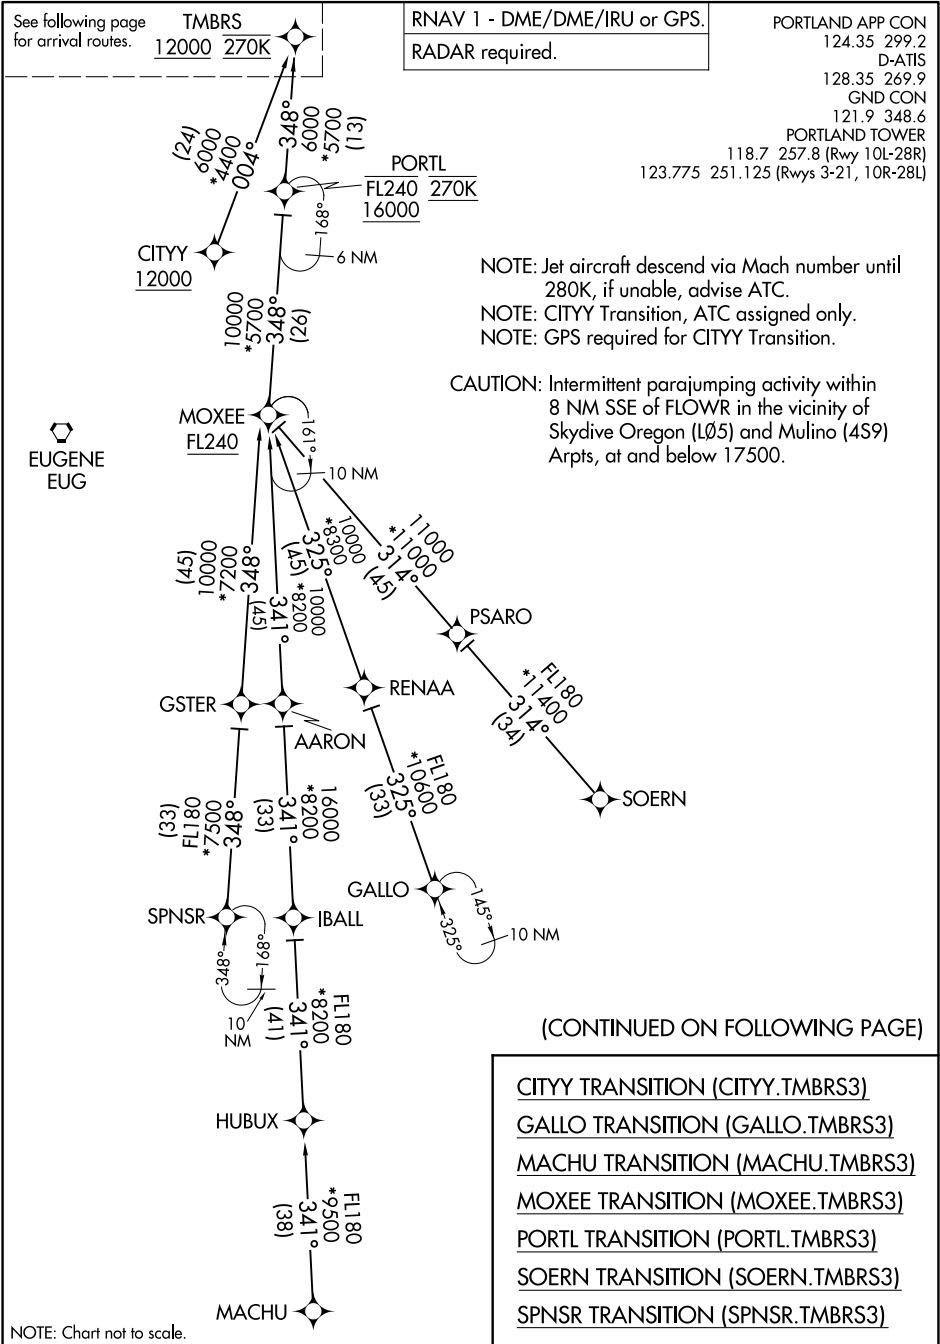 See following page
for arrival routes.
TMBRS
12000 270K
RNAV 1 - DME/DME/IRU or GPS.
RADAR required.
PORTLAND APP CON
124.35 299.2
D-ATIS
128.35 269.9
GND CON
121.9 348.6
PORTLAND TOWER
118.7 257.8 (Rwy 10L-28R)
123.775 251.125 (Rwys 3-21, 10R-28L)
(24)
6000
*4400
004°
348°
6000
*5700
(13)
PORTL
FL240 270K
16000
168°
6 NM
CITYY
12000
10000
*5700
348°
(26)
NOTE: Jet aircraft descend via Mach number until
280K, if unable, advise ATC.
NOTE: CITYY Transition, ATC assigned only.
NOTE: GPS required for CITYY Transition.
CAUTION: Intermittent parajumping activity within
8 NM SSE of FLOWR in the vicinity of
Skydive Oregon (LØ5) and Mulino (4S9)
Arpts, at and below 17500.
MOXEE
FL240
161°
10 NM
EUGENE
EUG
(45)
10000
*7200
348°
10000
*8200
341°
(45)
10000
*8300
325°
(45)
11000
*11000
314°
(45)
PSARO
RENAA
GSTER
AARON
FL180
*11400
314°
(34)
SOERN
(33)
FL180
*7500
348°
16000
*8200
341°
(33)
FL180
*10600
325°
(33)
GALLO
145°
325°
10 NM
SPNSR
IBALL
348°
168°
10
NM
FL180
*8200
341°
(41)
(CONTINUED ON FOLLOWING PAGE)
HUBUX
FL180
*9500
341°
(38)
MACHU
CITYY TRANSITION (CITYY.TMBRS3)
GALLO TRANSITION (GALLO.TMBRS3)
MACHU TRANSITION (MACHU.TMBRS3)
MOXEE TRANSITION (MOXEE.TMBRS3)
PORTL TRANSITION (PORTL.TMBRS3)
SOERN TRANSITION (SOERN.TMBRS3)
SPNSR TRANSITION (SPNSR.TMBRS3)
NOTE: Chart not to scale.